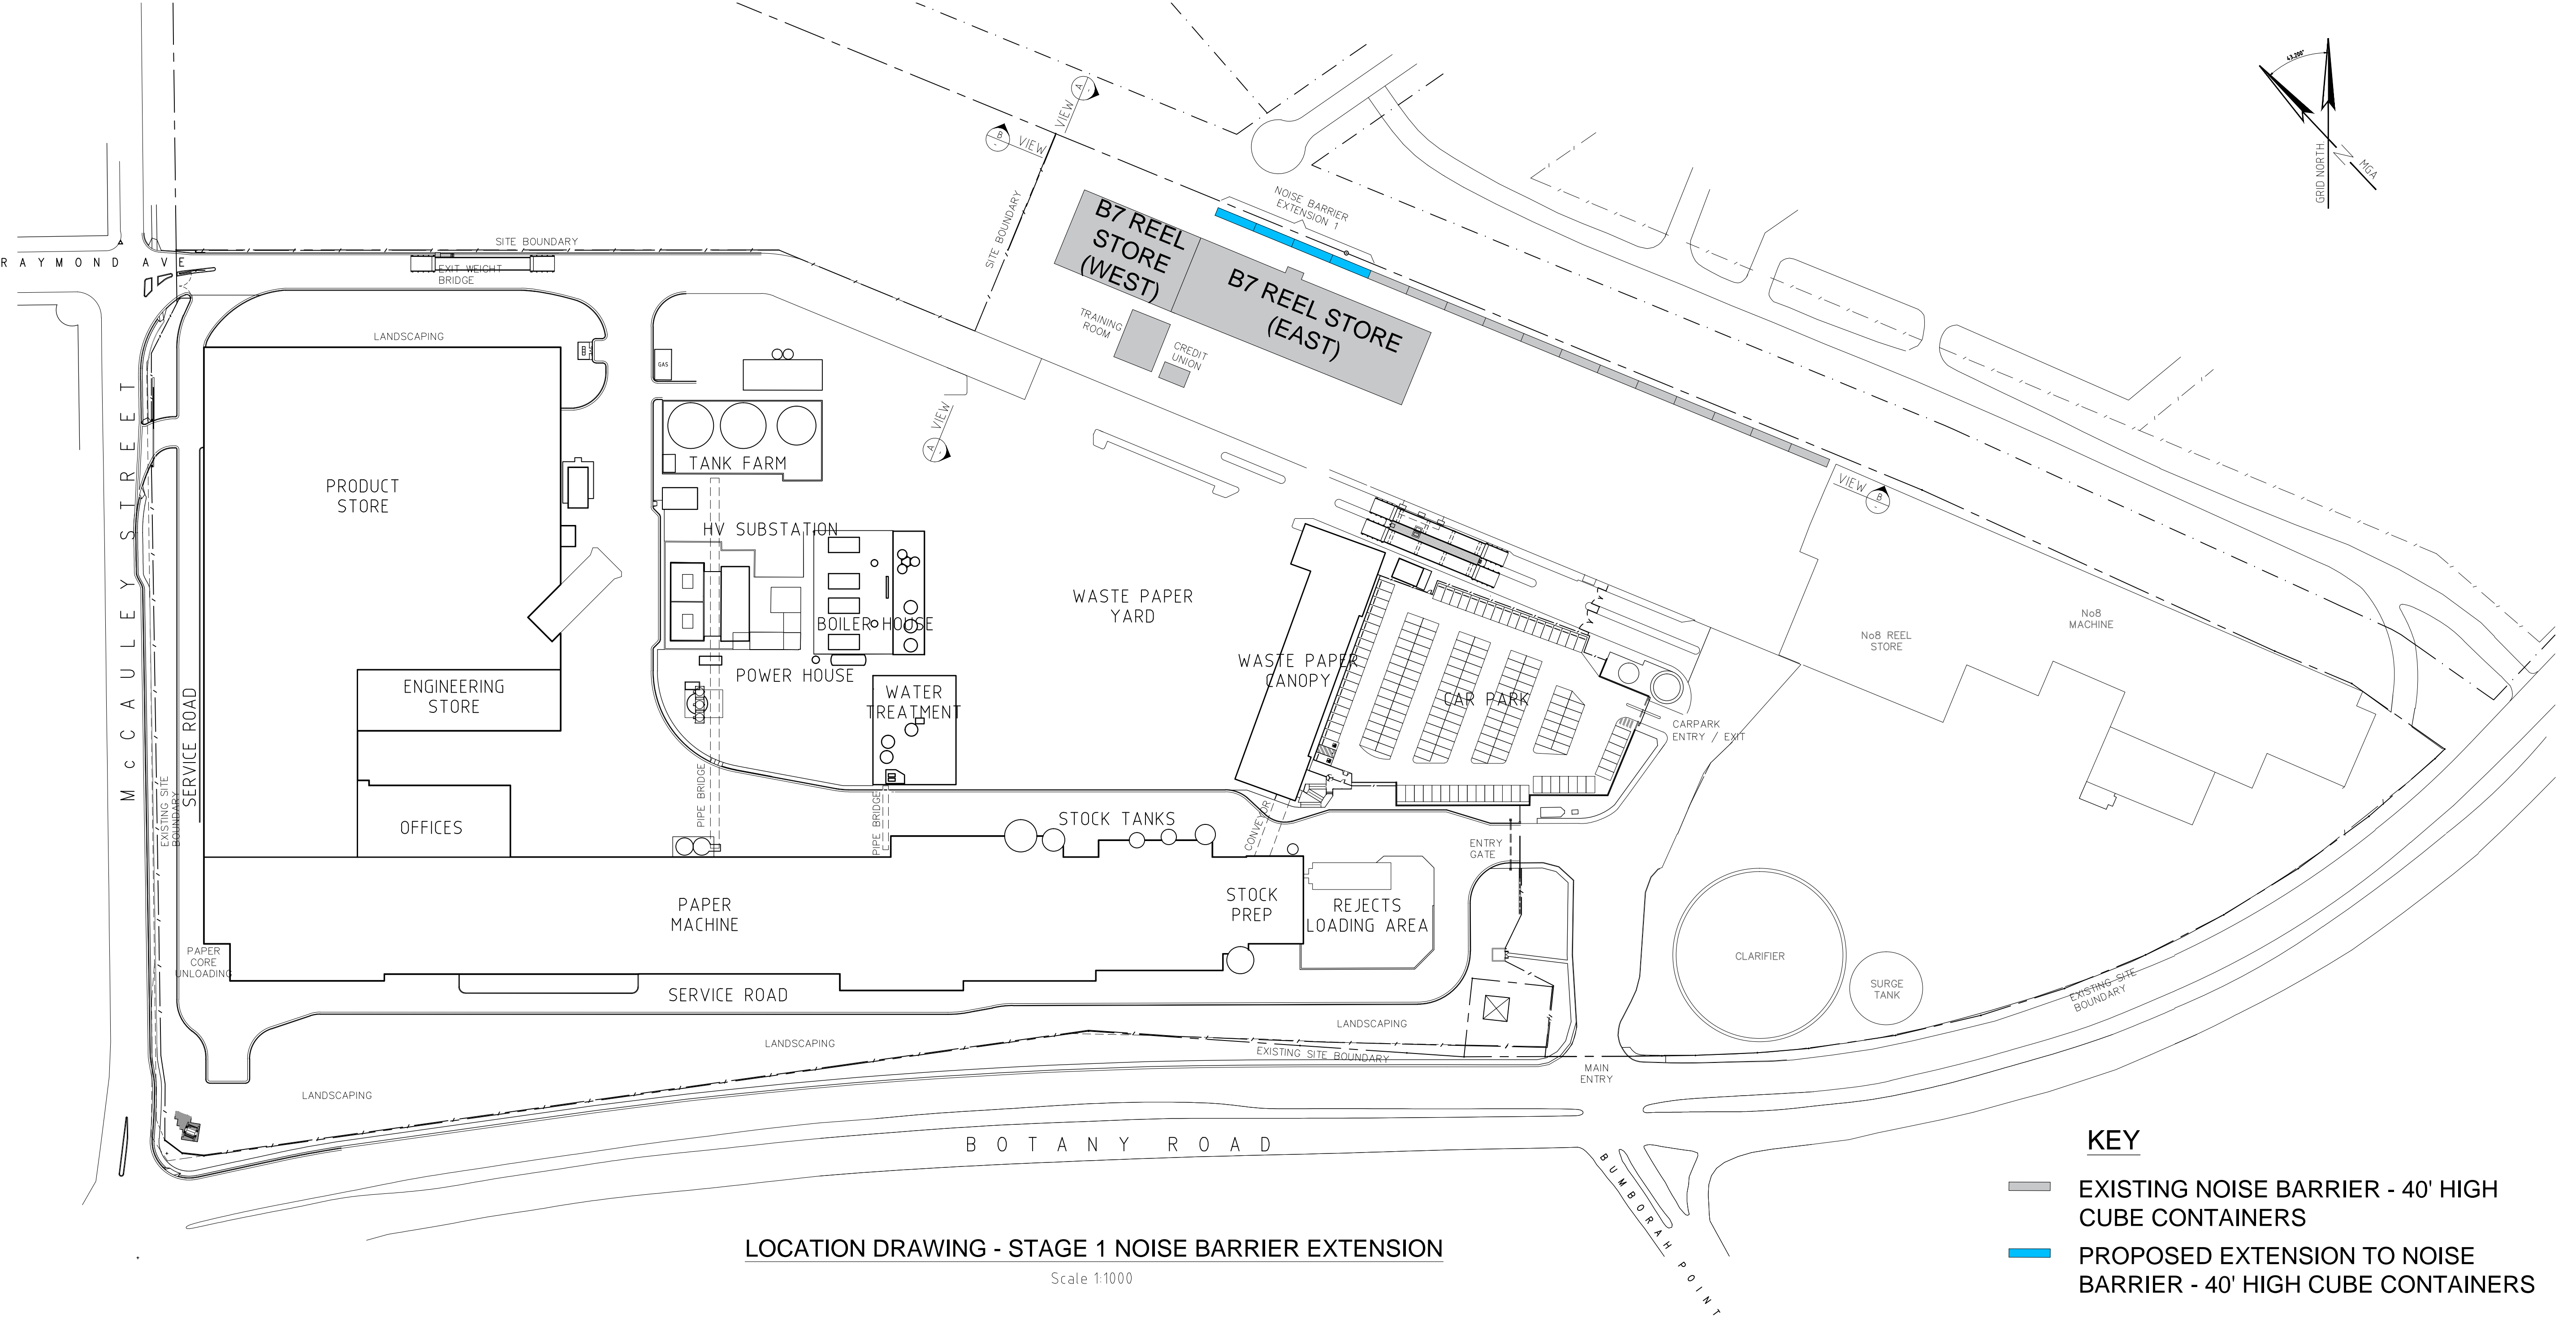 43.200°
GRID NORTH.
N
MGA
A
VIEW
B
VIEW
SITE BOUNDARY
NOISE BARRIER
EXTENSION 1
B7 REEL
STORE
(WEST)
B7 REEL STORE
(EAST)
TRAINING
ROOM
CREDIT
UNION
SITE BOUNDARY
RAYMOND AVE
EXIT WEIGHT
BRIDGE
LANDSCAPING
GAS
VIEW
A
VIEW
B
McCAULEY STREET
PRODUCT
STORE
TANK FARM
HV SUBSTATION
BOILER HOUSE
POWER HOUSE
WASTE PAPER
YARD
WASTE PAPER
CANOPY
CAR PARK
No8 REEL
STORE
No8
MACHINE
ENGINEERING
STORE
WATER
TREATMENT
CARPARK
ENTRY / EXIT
SERVICE ROAD
EXISTING SITE
BOUNDARY
OFFICES
PIPE BRIDGE
PIPE BRIDGE
STOCK TANKS
CONVEYOR
ENTRY
GATE
PAPER
MACHINE
STOCK
PREP
REJECTS
LOADING AREA
PAPER
CORE
UNLOADING
SERVICE ROAD
CLARIFIER
SURGE
TANK
EXISTING SITE
BOUNDARY
LANDSCAPING
LANDSCAPING
EXISTING SITE BOUNDARY
LANDSCAPING
MAIN
ENTRY
BOTANY ROAD
BUMBORAH POINT
KEY
EXISTING NOISE BARRIER - 40' HIGH
CUBE CONTAINERS
PROPOSED EXTENSION TO NOISE
BARRIER - 40' HIGH CUBE CONTAINERS
LOCATION DRAWING - STAGE 1 NOISE BARRIER EXTENSION
Scale 1:1000